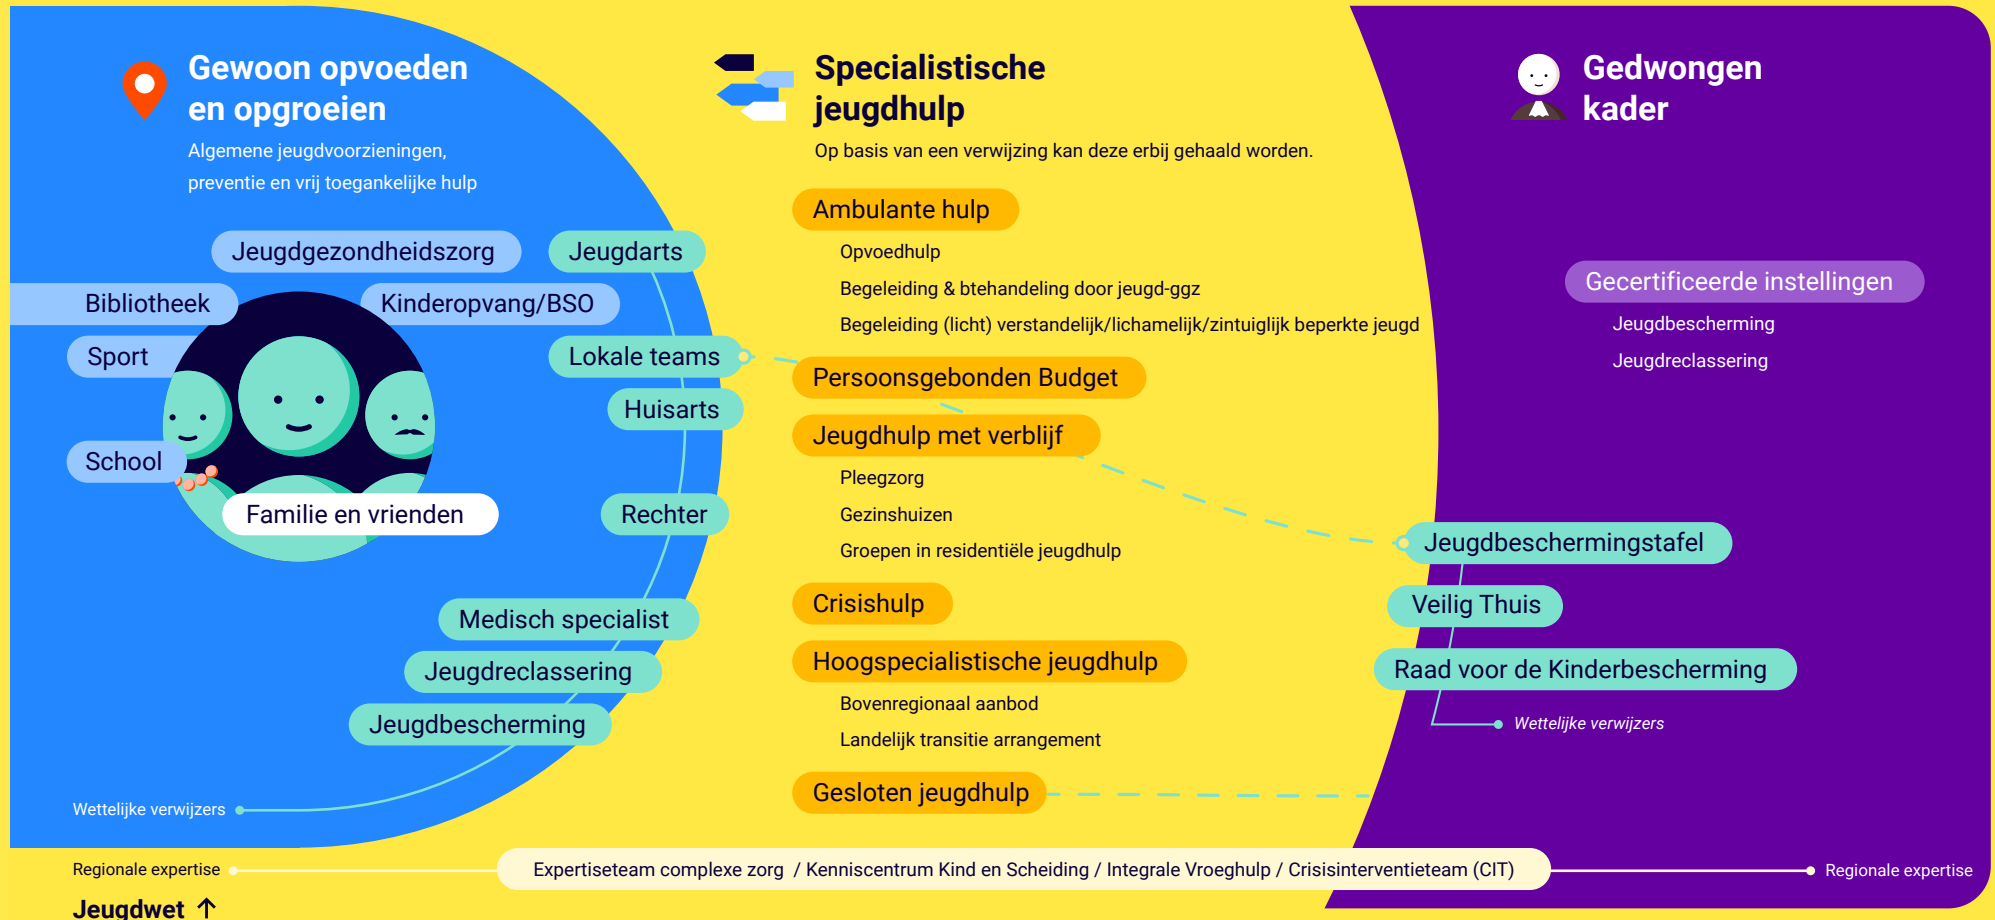 Gewoon opvoeden
en opgroeien
Algemene jeugdvoorzieningen,
preventie en vrij toegankelijke hulp
Jeugdgezondheidszorg
Jeugdarts
Bibliotheek
Kinderopvang/BSO
Sport
Lokale teams
Huisarts
School
Familie en vrienden
Rechter
Medisch specialist
Jeugdreclassering
Jeugdbescherming
Wettelijke verwijzers
Specialistische
jeugdhulp
Op basis van een verwijzing kan deze erbij gehaald worden.
Ambulante hulp
Opvoedhulp
Begeleiding & btehandeling door jeugd-ggz
Begeleiding (licht) verstandelijk/lichamelijk/zintuiglijk beperkte jeugd
Persoonsgebonden Budget
Jeugdhulp met verblijf
Pleegzorg
Gezinshuizen
Groepen in residentiële jeugdhulp
Crisishulp
Hoogspecialistische jeugdhulp
Bovenregionaal aanbod
Landelijk transitie arrangement
Gesloten jeugdhulp
Gedwongen
kader
Gecertificeerde instellingen
Jeugdbescherming
Jeugdreclassering
Jeugdbeschermingstafel
Veilig Thuis
Raad voor de Kinderbescherming
Wettelijke verwijzers
Regionale expertise
Expertiseteam complexe zorg / Kenniscentrum Kind en Scheiding / Integrale Vroeghulp / Crisisinterventieteam (CIT)
Regionale expertise
Jeugdwet ↑